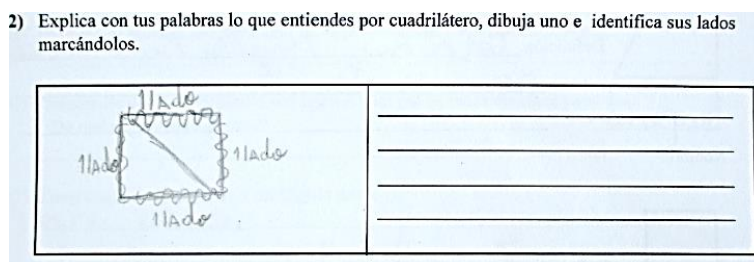 2) Explica con tus palabras lo que entiendes por cuadrilátero, dibuja uno e identifica sus lados
marcándolos.
1lAdo
1lAdo
1lAdo
1lAdo